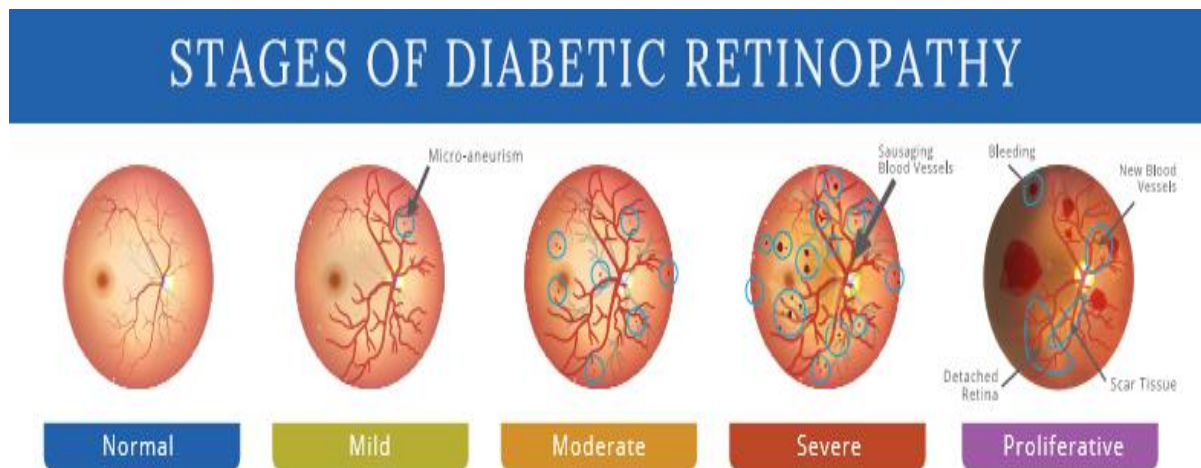 STAGES OF DIABETIC RETINOPATHY
Micro-aneurism
Sausaging
Blood Vessels
Bleeding
New Blood
Vessels
Detached
Retina
Scar Tissue
Normal
Mild
Moderate
Severe
Proliferative